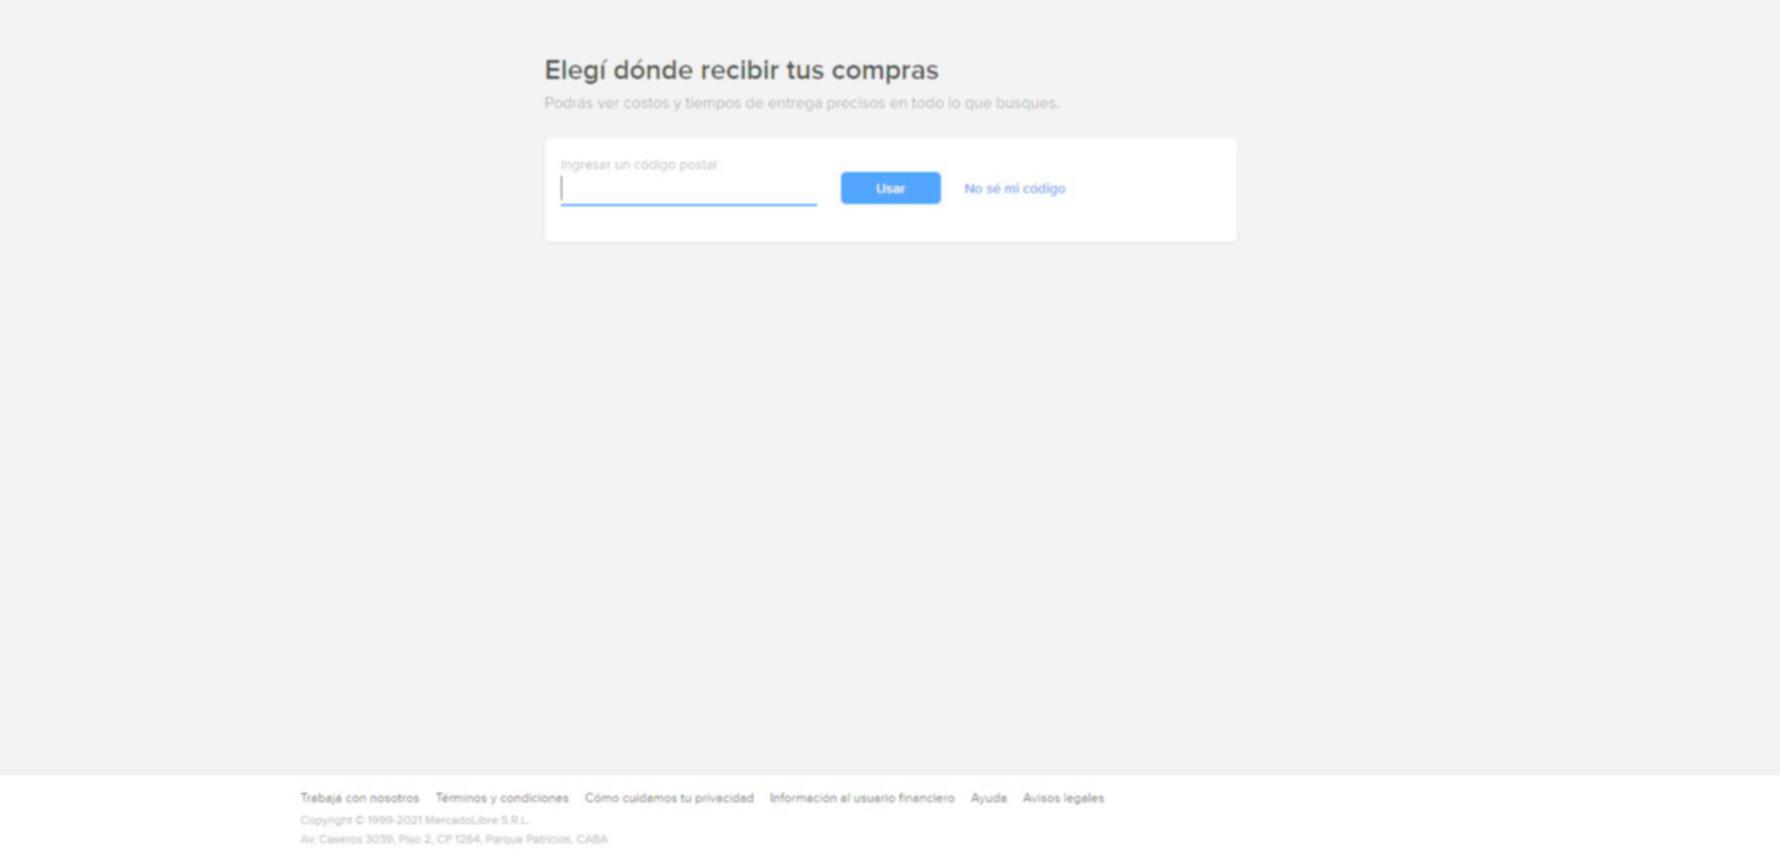 Elegí dónde recibir tus compras
Podrás ver costos y tiempos de entrega precisos en todo lo que busques.
Ingresar un código postal
Usar No sé mi código
Trabajá con nosotros Términos y condiciones Cómo cuidamos tu privacidad Información al usuario financiero Ayuda Avisos legales
Copyright © 1999-2021 MercadoLibre S.R.L.
Av. Caseros 3039, Piso 2, CP 1264, Parque Patricios, CABA